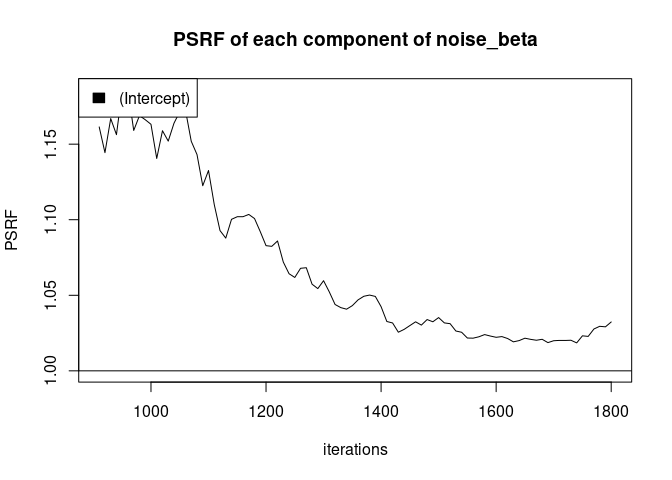 PSRF of each component of noise_beta
(Intercept)
PSRF
1.15
1.10
1.05
1.00
1000 1200 1400 1600 1800
iterations